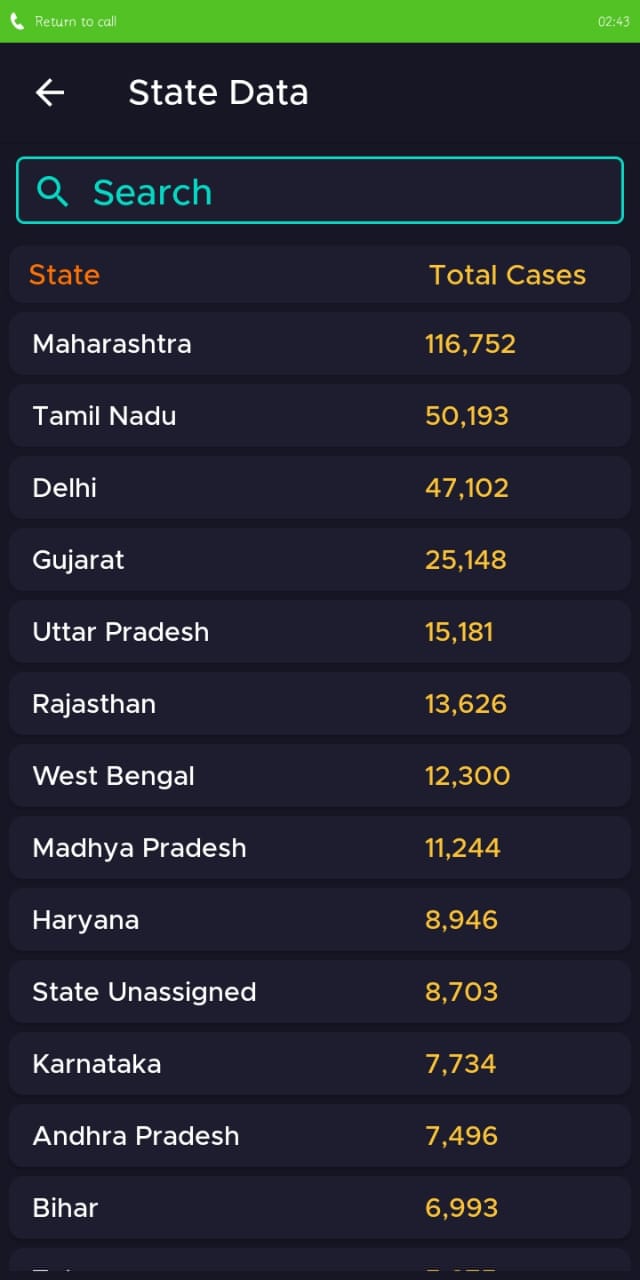 Return to call 02:43
State Data
Search
State Total Cases
Maharashtra 116,752
Tamil Nadu 50,193
Delhi 47,102
Gujarat 25,148
Uttar Pradesh 15,181
Rajasthan 13,626
West Bengal 12,300
Madhya Pradesh 11,244
Haryana 8,946
State Unassigned 8,703
Karnataka 7,734
Andhra Pradesh 7,496
Bihar 6,993